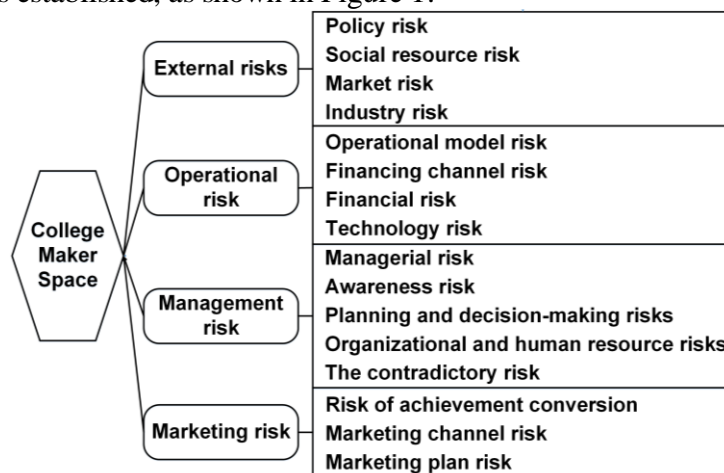 s established, as shown in Figure 1.
College
Maker
Space
External risks
Policy risk
Social resource risk
Market risk
Industry risk
Operational
risk
Operational model risk
Financing channel risk
Financial risk
Technology risk
Management
risk
Managerial risk
Awareness risk
Planning and decision-making risks
Organizational and human resource risks
The contradictory risk
Marketing risk
Risk of achievement conversion
Marketing channel risk
Marketing plan risk